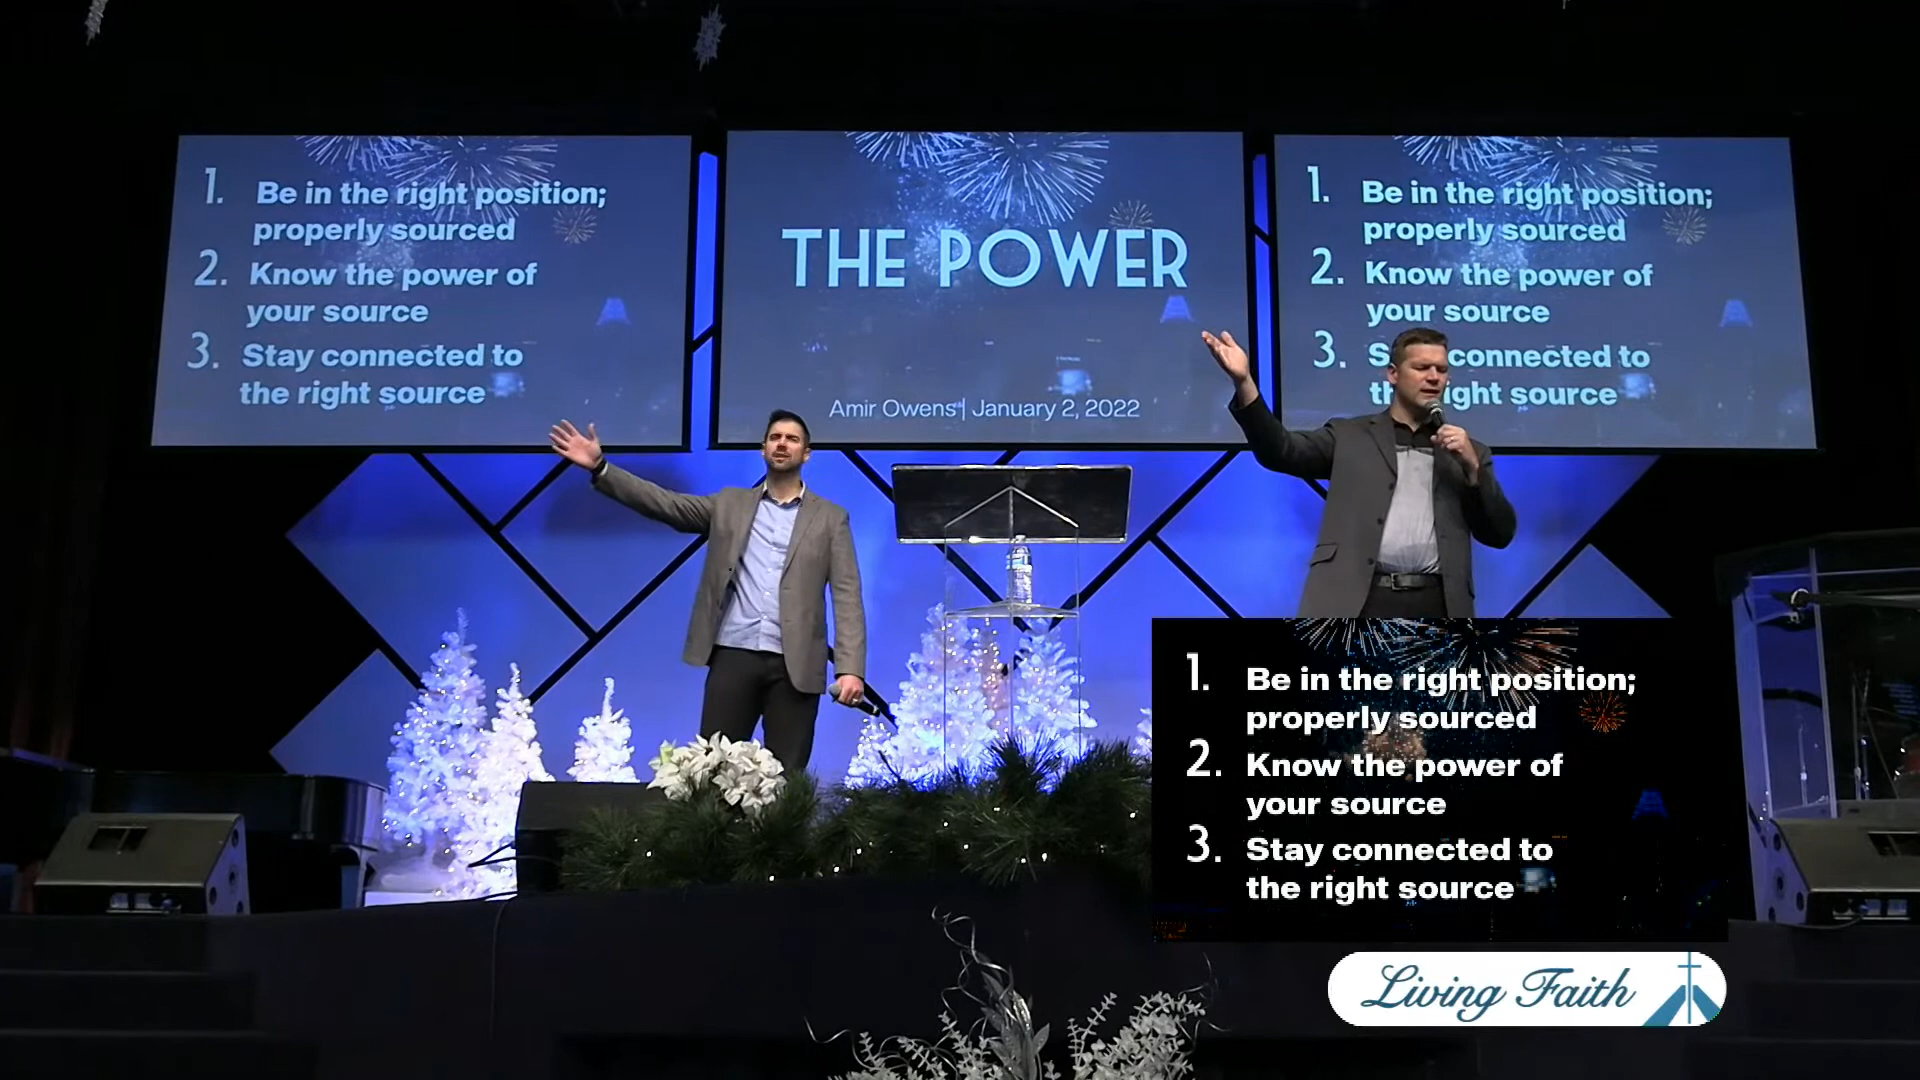 1. Be in the right position;
properly sourced
2. Know the power of
your source
3. Stay connected to
the right source
THE POWER
Amir Owens | January 2, 2022
1. Be in the right position;
properly sourced
2. Know the power of
your source
3. S connected to
th right source
1. Be in the right position;
properly sourced
2. Know the power of
your source
3. Stay connected to
the right source
Living Faith